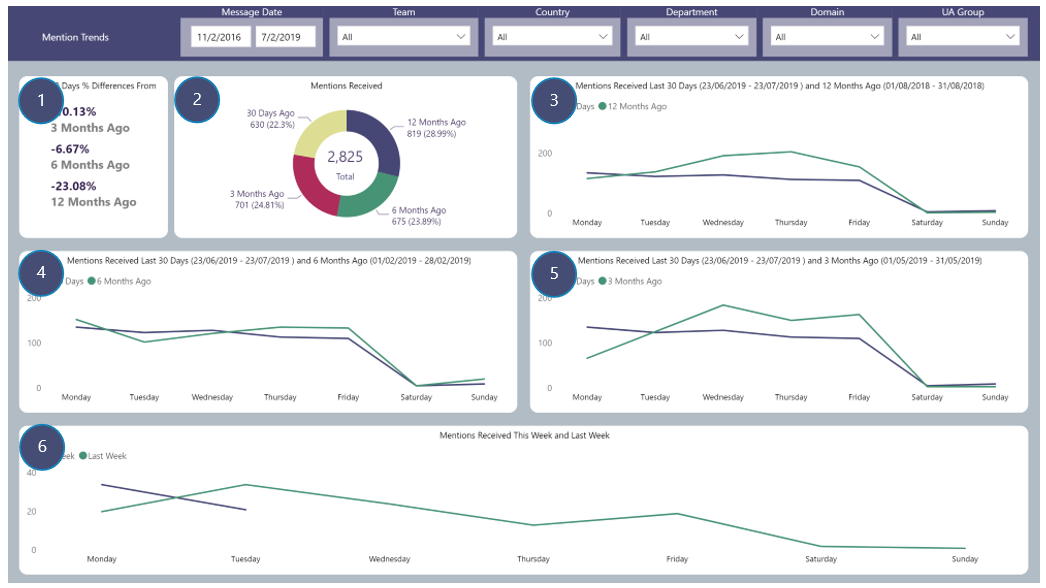 Mention Trends
Message Date
Team
Country
Department
Domain
UA Group
11/2/2016
7/2/2019
All
All
All
All
All
1
Days % Differences From
0.13%
3 Months Ago
-6.67%
6 Months Ago
-23.08%
12 Months Ago
2
Mentions Received
30 Days Ago
630 (22.3%)
12 Months Ago
819 (28.99%)
3 Months Ago
701 (24.81%)
6 Months Ago
675 (23.89%)
2,825
Total
3
Mentions Received Last 30 Days (23/06/2019 - 23/07/2019 ) and 12 Months Ago (01/08/2018 - 31/08/2018)
Days
12 Months Ago
200
0
Monday
Tuesday
Wednesday
Thursday
Friday
Saturday
Sunday
4
Mentions Received Last 30 Days (23/06/2019 - 23/07/2019 ) and 6 Months Ago (01/02/2019 - 28/02/2019)
Days
6 Months Ago
200
100
0
Monday
Tuesday
Wednesday
Thursday
Friday
Saturday
Sunday
5
Mentions Received Last 30 Days (23/06/2019 - 23/07/2019 ) and 3 Months Ago (01/05/2019 - 31/05/2019)
Days
3 Months Ago
200
100
0
Monday
Tuesday
Wednesday
Thursday
Friday
Saturday
Sunday
6
Mentions Received This Week and Last Week
eek
Last Week
40
20
0
Monday
Tuesday
Wednesday
Thursday
Friday
Saturday
Sunday